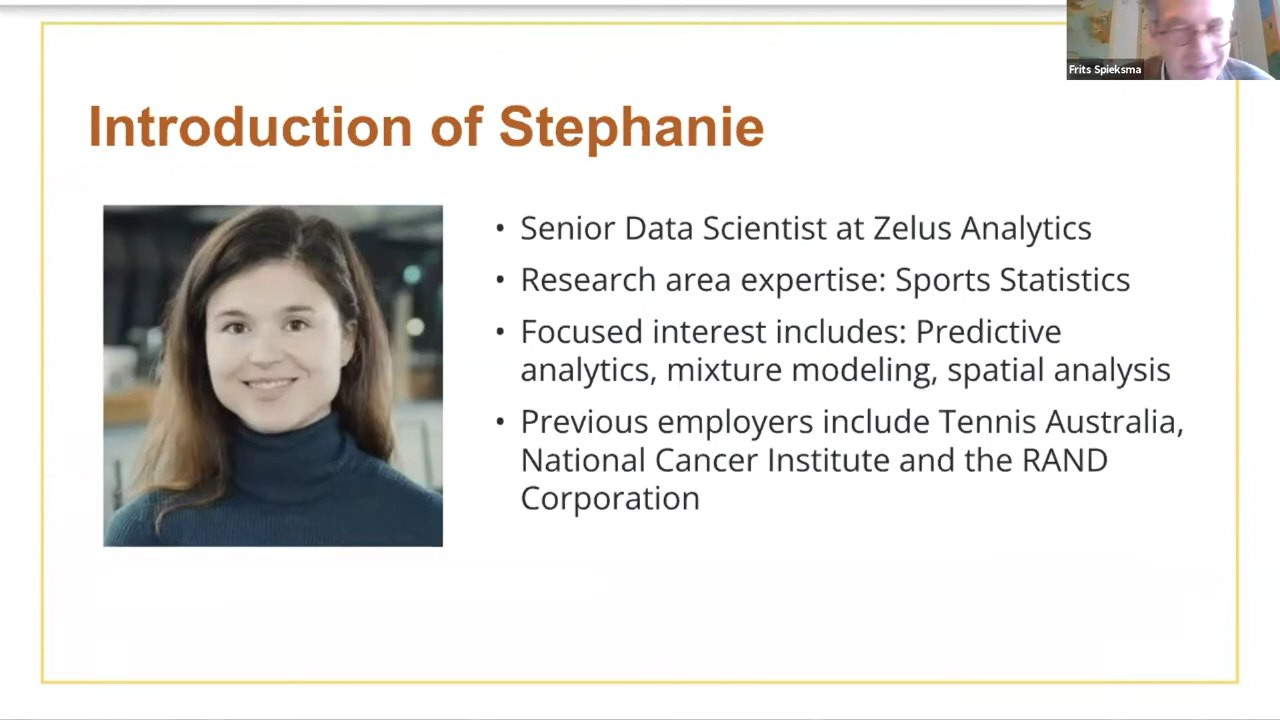 Frits Spieksma
Introduction of Stephanie
• Senior Data Scientist at Zelus Analytics
• Research area expertise: Sports Statistics
• Focused interest includes: Predictive
analytics, mixture modeling, spatial analysis
• Previous employers include Tennis Australia,
National Cancer Institute and the RAND
Corporation